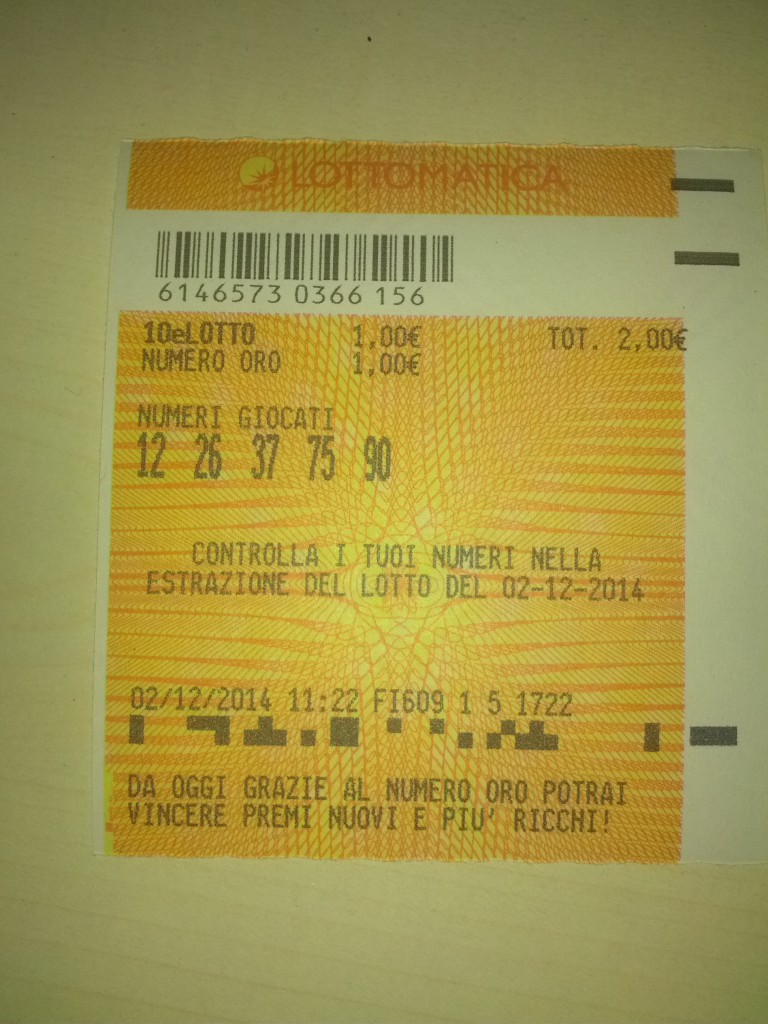 LOTTOMATICA
6146573 0366 156
10eLOTTO 1,00€ TOT. 2,00€
NUMERO ORO 1,00€
NUMERI GIOCATI
12 26 37 75 90
CONTROLLA I TUOI NUMERI NELLA
ESTRAZIONE DEL LOTTO DEL 02-12-2014
02/12/2014 11:22 FI609 1 5 1722
DA OGGI GRAZIE AL NUMERO ORO POTRAI
VINCERE PREMI NUOVI E PIU' RICCHI!